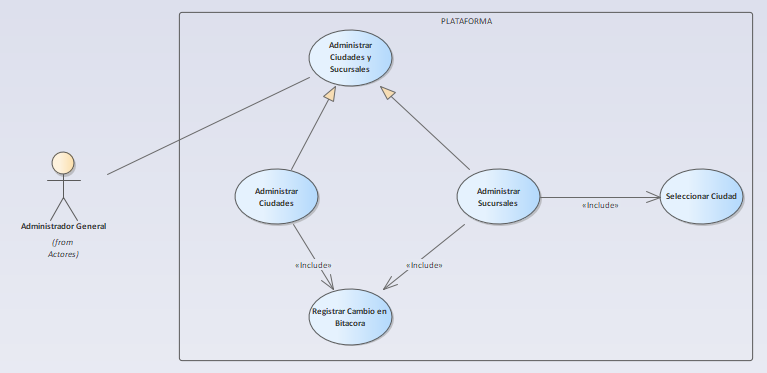 PLATAFORMA
Administrar
Ciudades y
Sucursales
Administrador General
(from
Actores)
Administrar
Ciudades
Administrar
Sucursales
«Include»
Seleccionar Ciudad
«Include»
«Include»
Registrar Cambio en
Bitacora